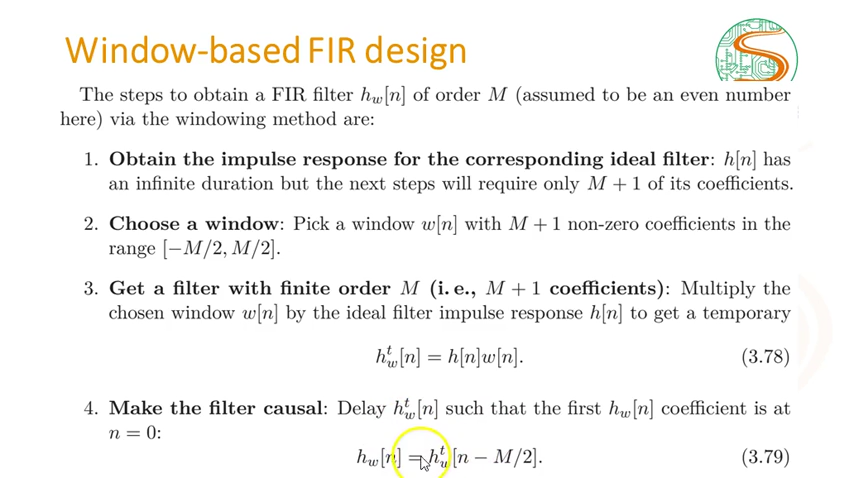 Window-based FIR design
The steps to obtain a FIR filter h_w[n] of order M (assumed to be an even number
here) via the windowing method are:
1. Obtain the impulse response for the corresponding ideal filter: h[n] has
an infinite duration but the next steps will require only M + 1 of its coefficients.
2. Choose a window: Pick a window w[n] with M + 1 non-zero coefficients in the
range [−M/2, M/2].
3. Get a filter with finite order M (i. e., M + 1 coefficients): Multiply the
chosen window w[n] by the ideal filter impulse response h[n] to get a temporary
h_w^t[n] = h[n]w[n]. (3.78)
4. Make the filter causal: Delay h_w^t[n] such that the first h_w[n] coefficient is at
n = 0:
h_w[n] = h_w^t[n − M/2]. (3.79)